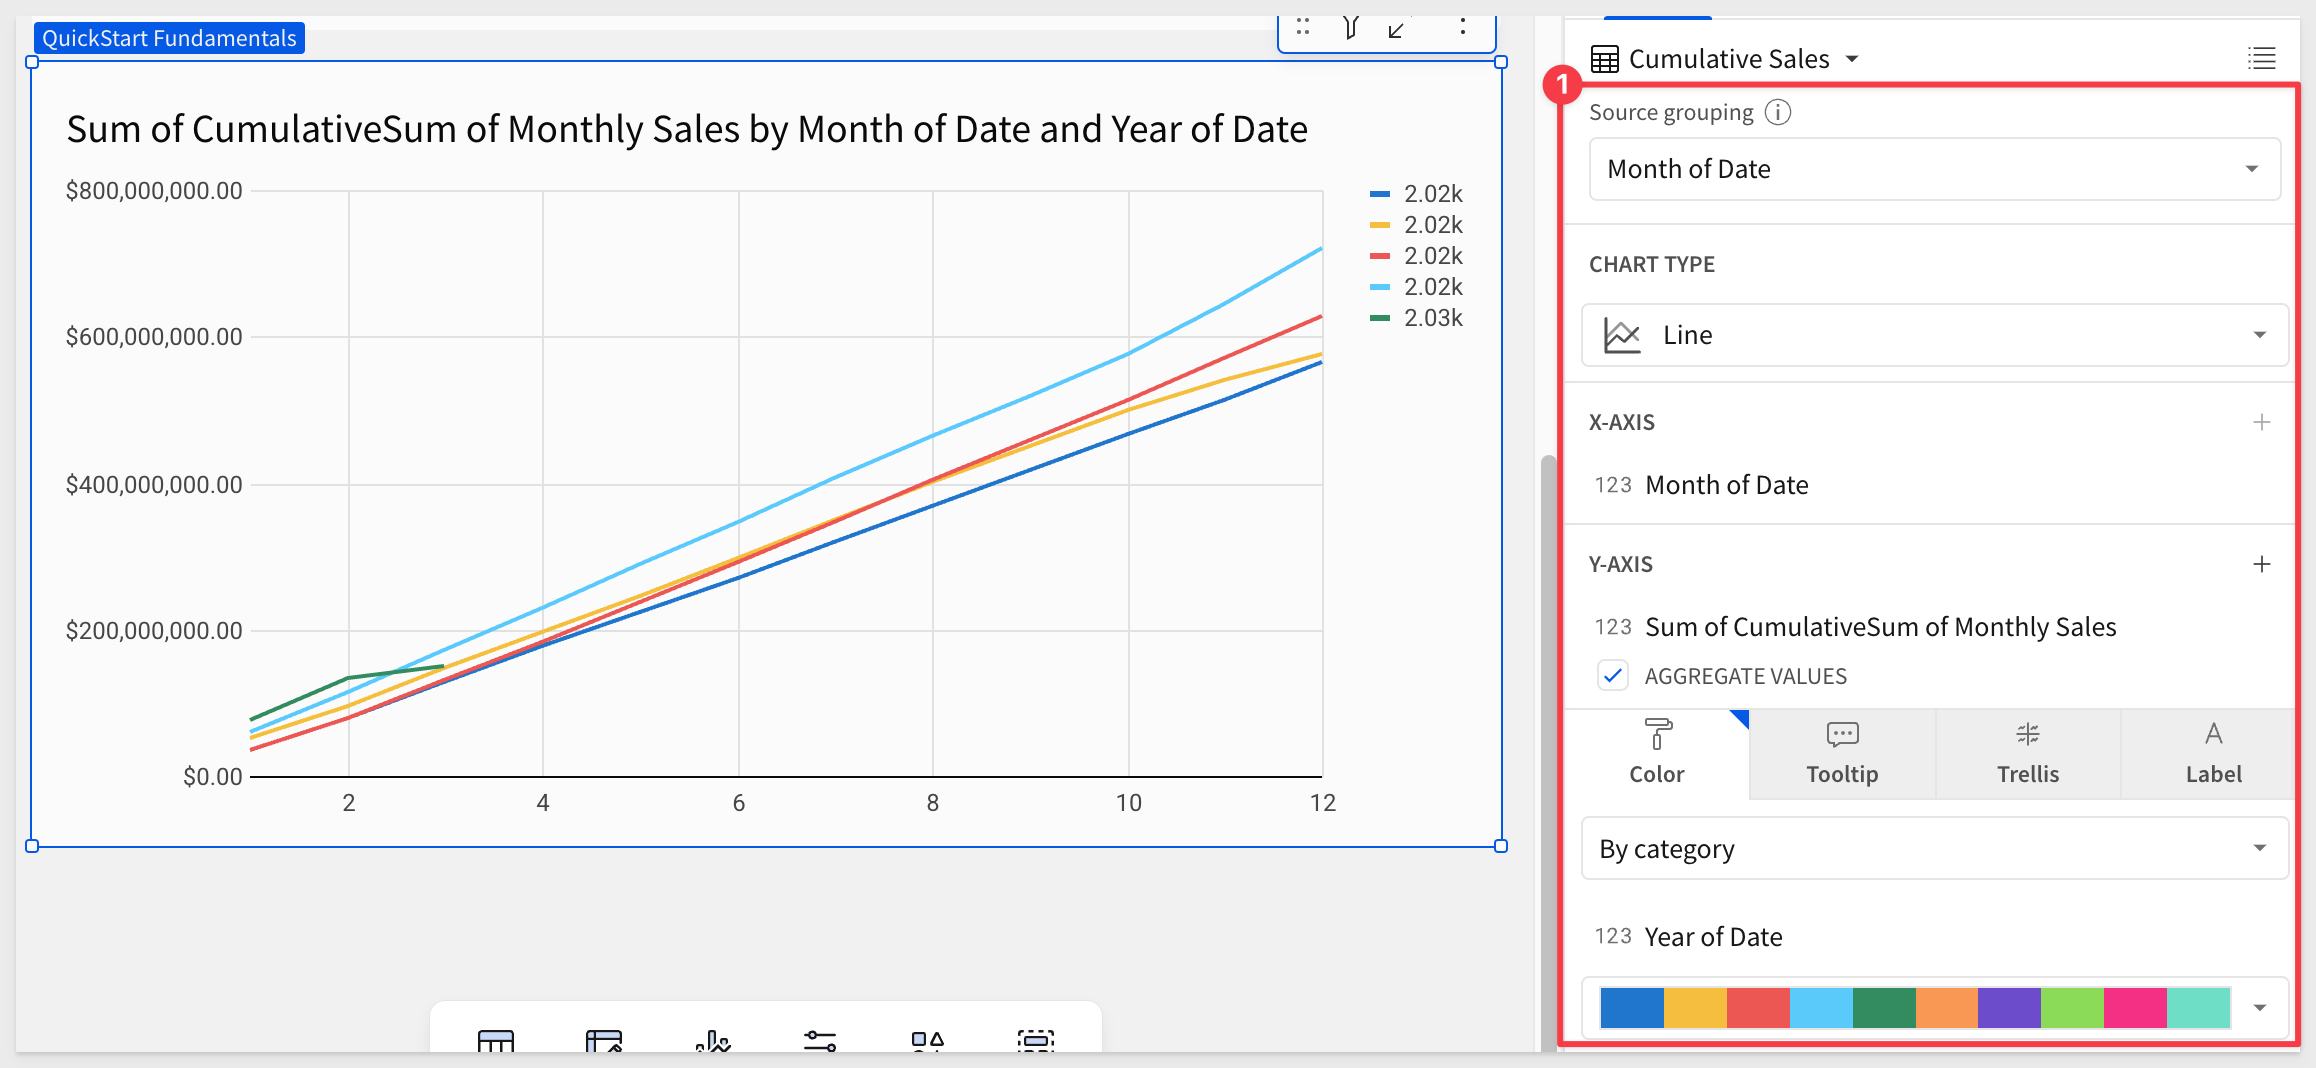 QuickStart Fundamentals
Sum of CumulativeSum of Monthly Sales by Month of Date and Year of Date
$800,000,000.00
$600,000,000.00
$400,000,000.00
$200,000,000.00
$0.00
2
4
6
8
10
12
2.02k
2.02k
2.02k
2.02k
2.03k
Cumulative Sales
1
Source grouping
Month of Date
CHART TYPE
Line
X-AXIS
123 Month of Date
Y-AXIS
123 Sum of CumulativeSum of Monthly Sales
AGGREGATE VALUES
Color
Tooltip
Trellis
Label
By category
123 Year of Date